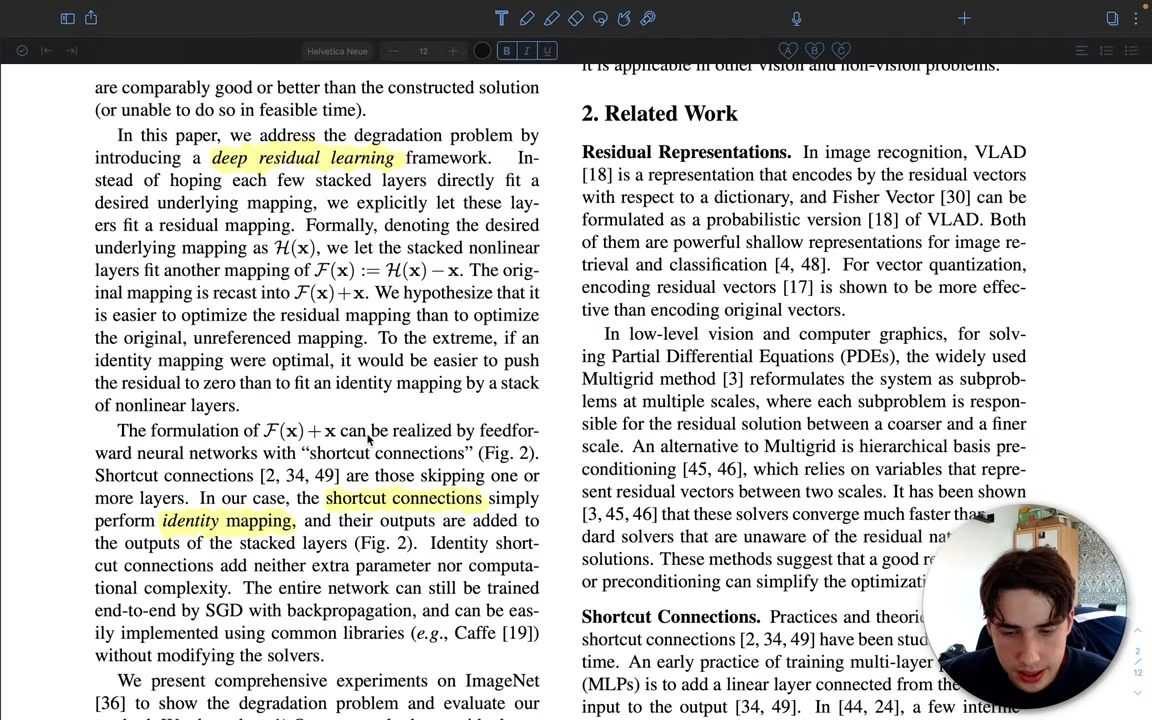 Helvetica Neue
12
B
I
U
A
B
C
are comparably good or better than the constructed solution
(or unable to do so in feasible time).
In this paper, we address the degradation problem by
introducing a deep residual learning framework. In-
stead of hoping each few stacked layers directly fit a
desired underlying mapping, we explicitly let these lay-
ers fit a residual mapping. Formally, denoting the desired
underlying mapping as H(x), we let the stacked nonlinear
layers fit another mapping of F(x) := H(x)−x. The orig-
inal mapping is recast into F(x)+x. We hypothesize that it
is easier to optimize the residual mapping than to optimize
the original, unreferenced mapping. To the extreme, if an
identity mapping were optimal, it would be easier to push
the residual to zero than to fit an identity mapping by a stack
of nonlinear layers.
The formulation of F(x)+x can be realized by feedfor-
ward neural networks with “shortcut connections” (Fig. 2).
Shortcut connections [2, 34, 49] are those skipping one or
more layers. In our case, the shortcut connections simply
perform identity mapping, and their outputs are added to
the outputs of the stacked layers (Fig. 2). Identity short-
cut connections add neither extra parameter nor computa-
tional complexity. The entire network can still be trained
end-to-end by SGD with backpropagation, and can be eas-
ily implemented using common libraries (e.g., Caffe [19])
without modifying the solvers.
We present comprehensive experiments on ImageNet
[36] to show the degradation problem and evaluate our
it is applicable in other vision and non-vision problems.
2. Related Work
Residual Representations. In image recognition, VLAD
[18] is a representation that encodes by the residual vectors
with respect to a dictionary, and Fisher Vector [30] can be
formulated as a probabilistic version [18] of VLAD. Both
of them are powerful shallow representations for image re-
trieval and classification [4, 48]. For vector quantization,
encoding residual vectors [17] is shown to be more effec-
tive than encoding original vectors.
In low-level vision and computer graphics, for solv-
ing Partial Differential Equations (PDEs), the widely used
Multigrid method [3] reformulates the system as subprob-
lems at multiple scales, where each subproblem is respon-
sible for the residual solution between a coarser and a finer
scale. An alternative to Multigrid is hierarchical basis pre-
conditioning [45, 46], which relies on variables that repre-
sent residual vectors between two scales. It has been shown
[3, 45, 46] that these solvers converge much faster than
dard solvers that are unaware of the residual nat
solutions. These methods suggest that a good re
or preconditioning can simplify the optimizati
Shortcut Connections. Practices and theori
shortcut connections [2, 34, 49] have been stud
time. An early practice of training multi-layer
(MLPs) is to add a linear layer connected from the
input to the output [34, 49]. In [44, 24], a few interme-
2
12